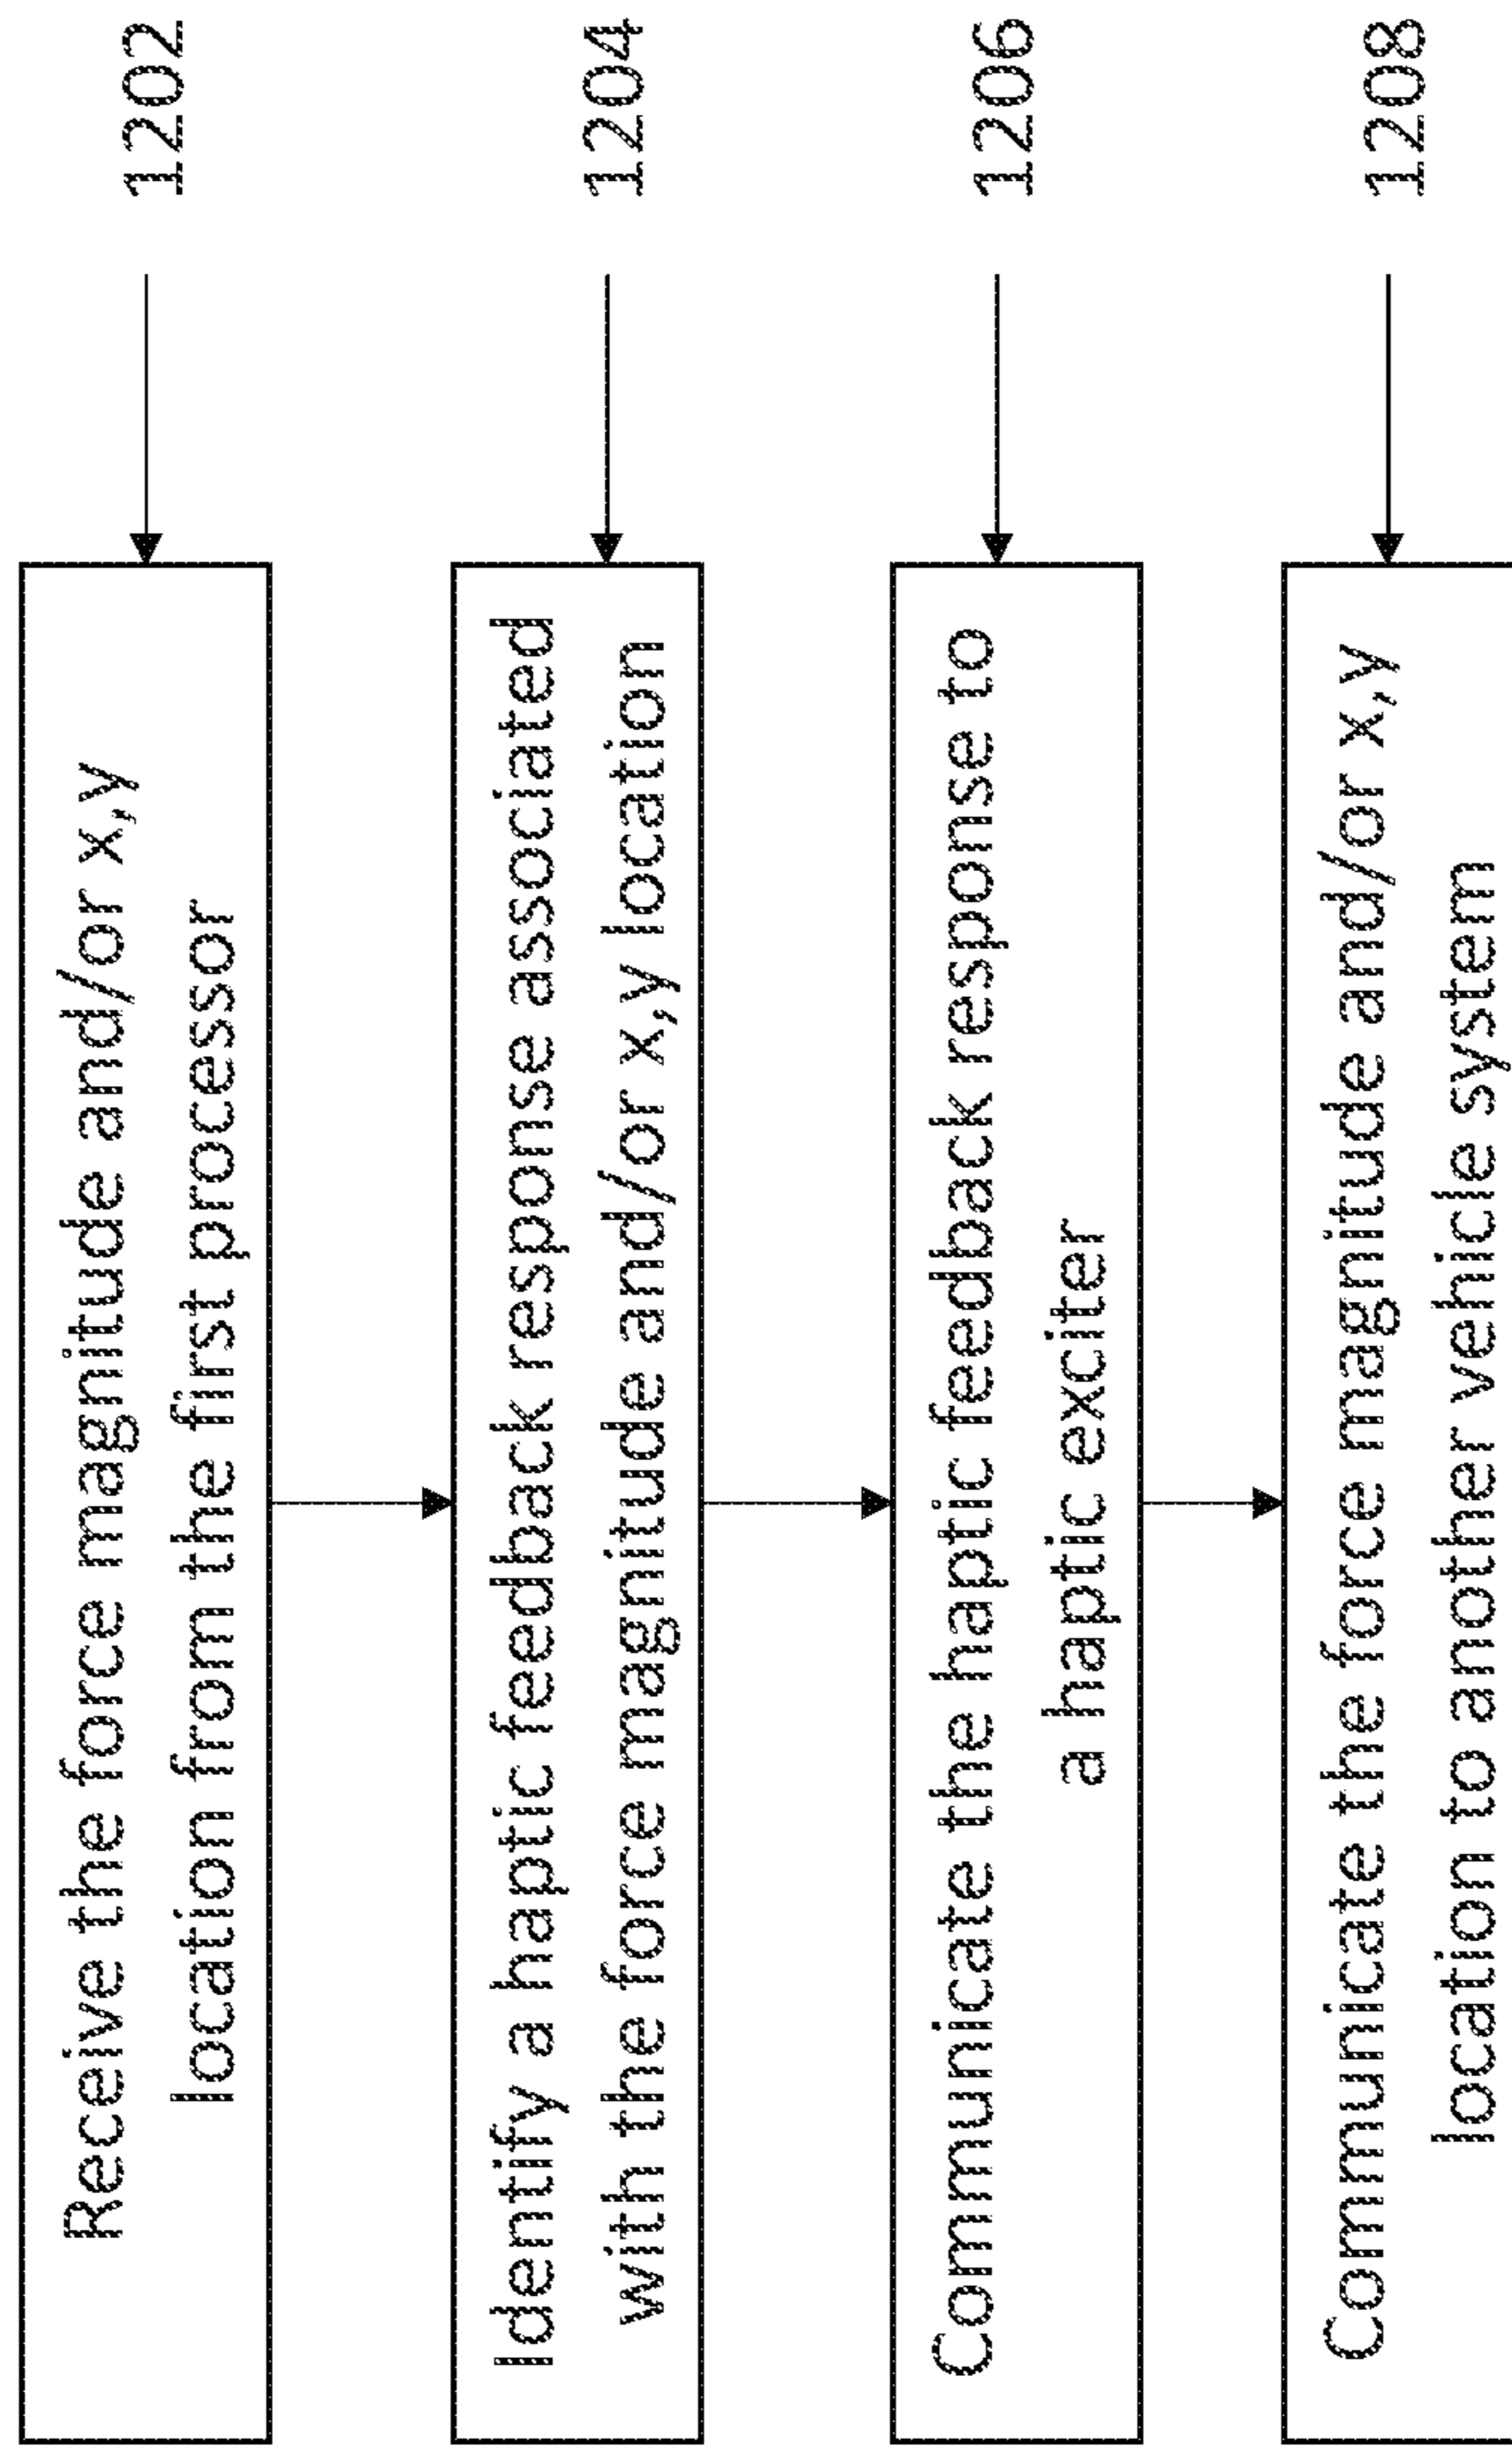 Receive the force magnitude and/or x,y
location from the first processor
1202
Identify a haptic feedback response associated
with the force magnitude and/or x,y location
1204
Communicate the haptic feedback response to
a haptic exciter
1206
Communicate the force magnitude and/or x,y
location to another vehicle system
1208